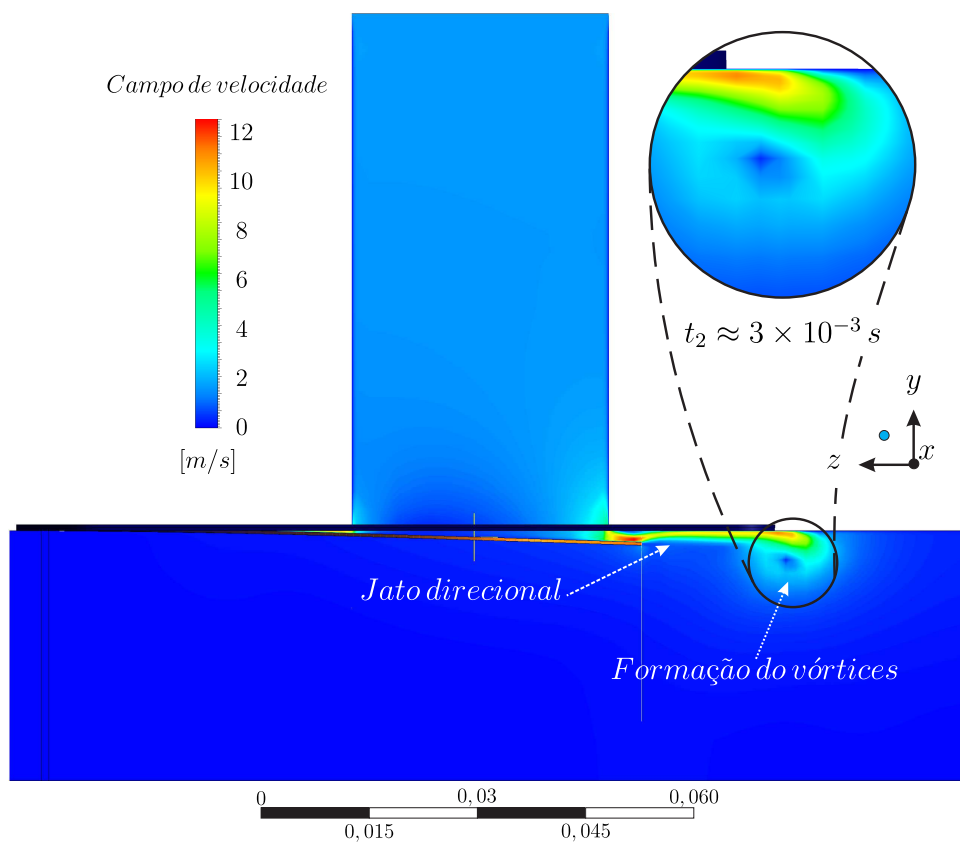 Campo de velocidade
12
10
8
6
4
2
0
[m/s]
t₂ ≈ 3 × 10⁻³ s
y
z
x
Jato direcional
Formação do vórtices
0
0,03
0,060
0,015
0,045